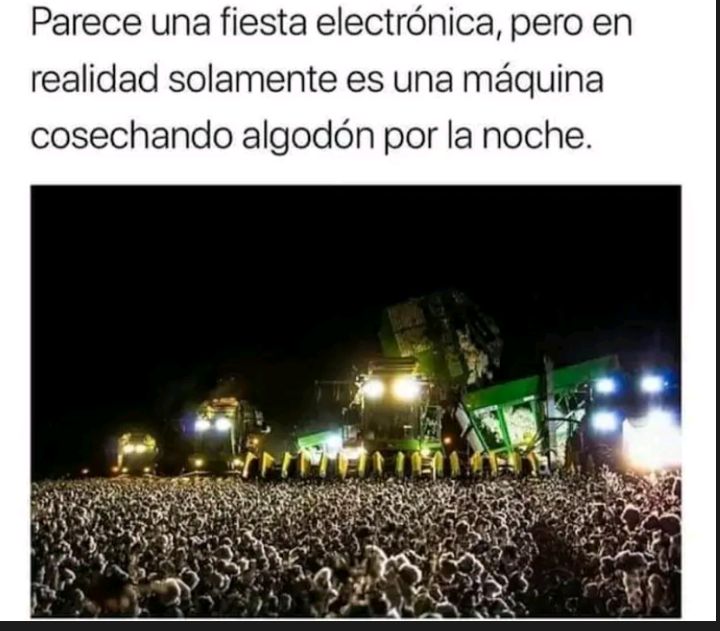 Parece una fiesta electrónica, pero en
realidad solamente es una máquina
cosechando algodón por la noche.